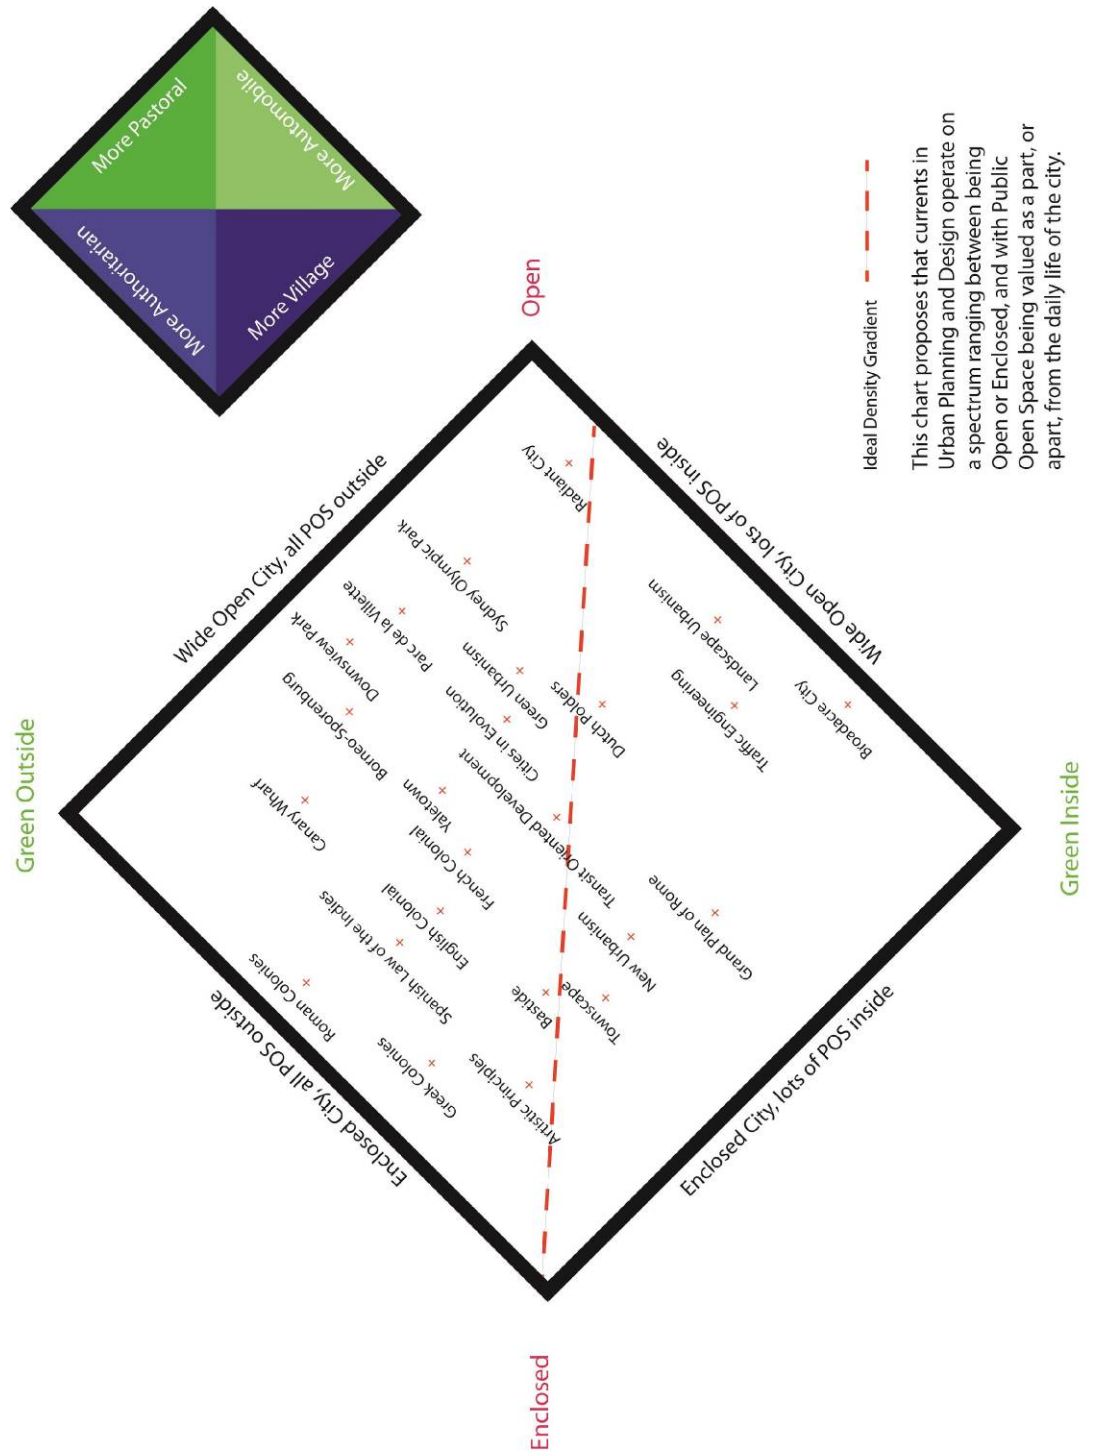 Green Outside
Open
Enclosed
Green Inside
Wide Open City, all POS outside
Enclosed City, all POS outside
Wide Open City, lots of POS inside
Enclosed City, lots of POS inside
Roman Colonies
Greek Colonies
Spanish Law of the Indies
English Colonial
French Colonial
Artistic Principles
Bastide
Townscape
New Urbanism
Grand Plan of Rome
Canary Wharf
Yaletown
Borneo-Sporenburg
Downsview Park
Parc de la Villette
Sydney Olympic Park
Cities in Evolution
Green Urbanism
Transit Oriented Development
Dutch Polders
Radiant City
Landscape Urbanism
Traffic Engineering
Broadacre City
More Pastoral
More Automobile
More Authoritarian
More Village
Ideal Density Gradient
This chart proposes that currents in
Urban Planning and Design operate on
a spectrum ranging between being
Open or Enclosed, and with Public
Open Space being valued as a part, or
apart, from the daily life of the city.